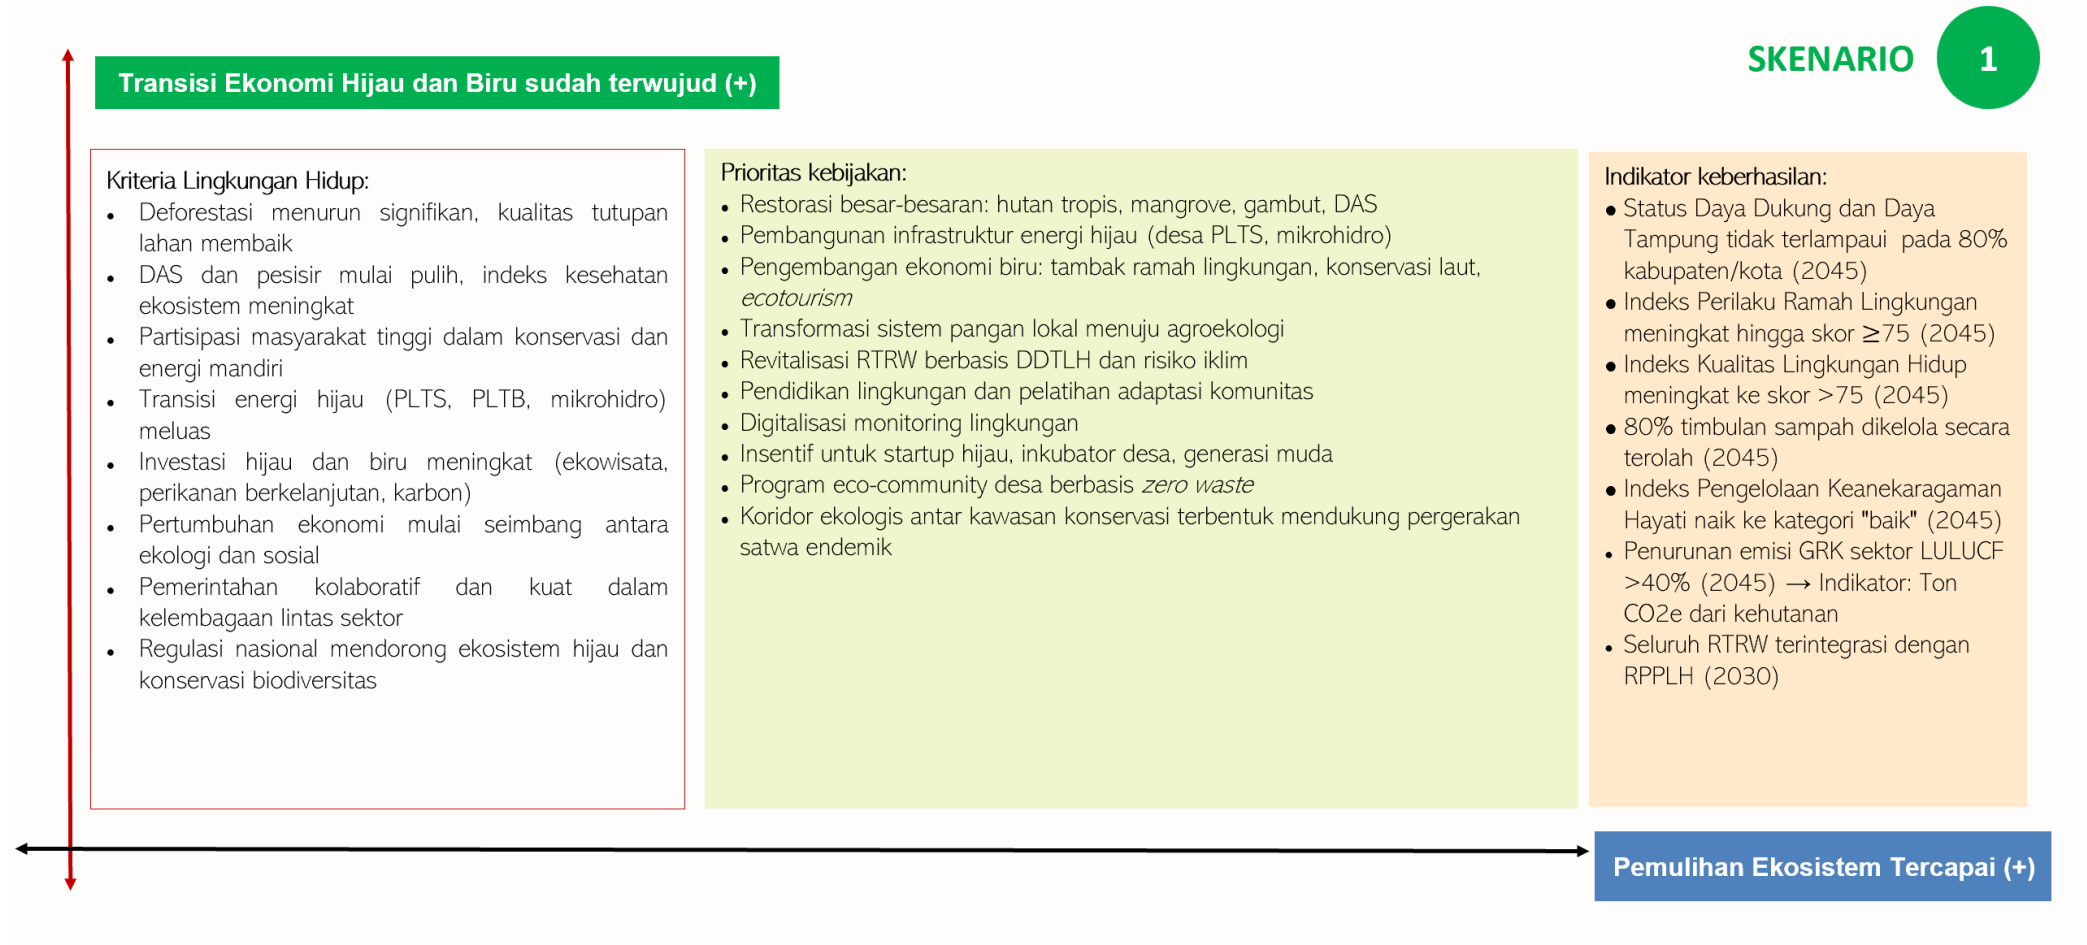 Transisi Ekonomi Hijau dan Biru sudah terwujud (+)
SKENARIO 1
Kriteria Lingkungan Hidup:
• Deforestasi menurun signifikan, kualitas tutupan
lahan membaik
• DAS dan pesisir mulai pulih, indeks kesehatan
ekosistem meningkat
• Partisipasi masyarakat tinggi dalam konservasi dan
energi mandiri
• Transisi energi hijau (PLTS, PLTB, mikrohidro)
meluas
• Investasi hijau dan biru meningkat (ekowisata,
perikanan berkelanjutan, karbon)
• Pertumbuhan ekonomi mulai seimbang antara
ekologi dan sosial
• Pemerintahan kolaboratif dan kuat dalam
kelembagaan lintas sektor
• Regulasi nasional mendorong ekosistem hijau dan
konservasi biodiversitas
Prioritas kebijakan:
• Restorasi besar-besaran: hutan tropis, mangrove, gambut, DAS
• Pembangunan infrastruktur energi hijau (desa PLTS, mikrohidro)
• Pengembangan ekonomi biru: tambak ramah lingkungan, konservasi laut,
ecotourism
• Transformasi sistem pangan lokal menuju agroekologi
• Revitalisasi RTRW berbasis DDTLH dan risiko iklim
• Pendidikan lingkungan dan pelatihan adaptasi komunitas
• Digitalisasi monitoring lingkungan
• Insentif untuk startup hijau, inkubator desa, generasi muda
• Program eco-community desa berbasis zero waste
• Koridor ekologis antar kawasan konservasi terbentuk mendukung pergerakan
satwa endemik
Indikator keberhasilan:
• Status Daya Dukung dan Daya
Tampung tidak terlampaui pada 80%
kabupaten/kota (2045)
• Indeks Perilaku Ramah Lingkungan
meningkat hingga skor ≥75 (2045)
• Indeks Kualitas Lingkungan Hidup
meningkat ke skor >75 (2045)
• 80% timbulan sampah dikelola secara
terolah (2045)
• Indeks Pengelolaan Keanekaragaman
Hayati naik ke kategori "baik" (2045)
• Penurunan emisi GRK sektor LULUCF
>40% (2045) → Indikator: Ton
CO2e dari kehutanan
• Seluruh RTRW terintegrasi dengan
RPPLH (2030)
Pemulihan Ekosistem Tercapai (+)